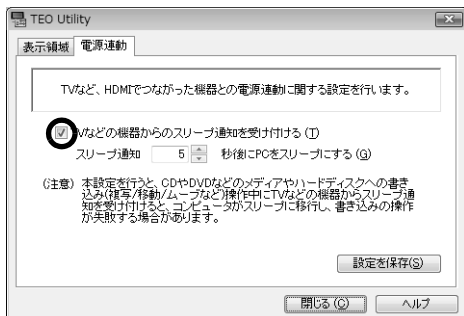 TEO Utility
表示領域 電源連動
TVなど、HDMIでつながった機器との電源連動に関する設定を行います。
Vなどの機器からのスリープ通知を受け付ける(T)
スリープ通知 5 秒後にPCをスリープにする(G)
(注意) 本設定を行うと、CDやDVDなどのメディアやハードディスクへの書き
込み(複写/移動/ムーブなど)操作中にTVなどの機器からスリープ通
知を受け付けると、コンピュータがスリープに移行し、書き込みの操作
が失敗する場合があります。
設定を保存(S)
閉じる(C) ヘルプ